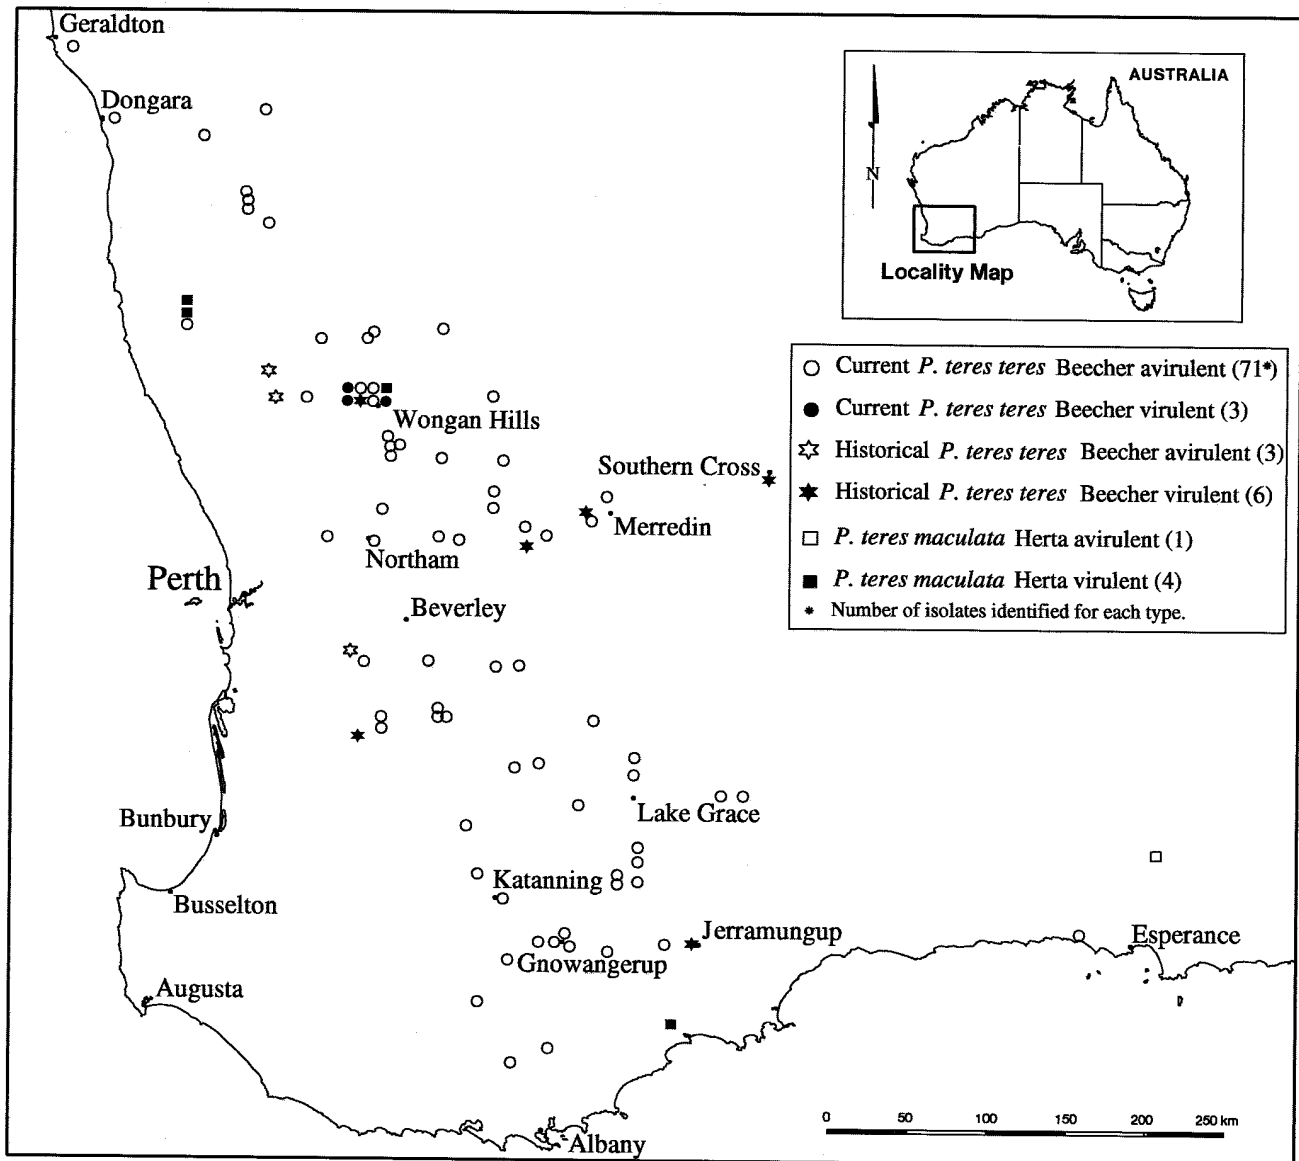 Geraldton
Dongara
AUSTRALIA
N
Locality Map
Current P. teres teres Beecher avirulent (71*)
Current P. teres teres Beecher virulent (3)
Historical P. teres teres Beecher avirulent (3)
Historical P. teres teres Beecher virulent (6)
P. teres maculata Herta avirulent (1)
P. teres maculata Herta virulent (4)
* Number of isolates identified for each type.
Wongan Hills
Southern Cross
Merredin
Northam
Perth
Beverley
Bunbury
Lake Grace
Katanning
Busselton
Jerramungup
Esperance
Gnowangerup
Augusta
Albany
0 50 100 150 200 250 km